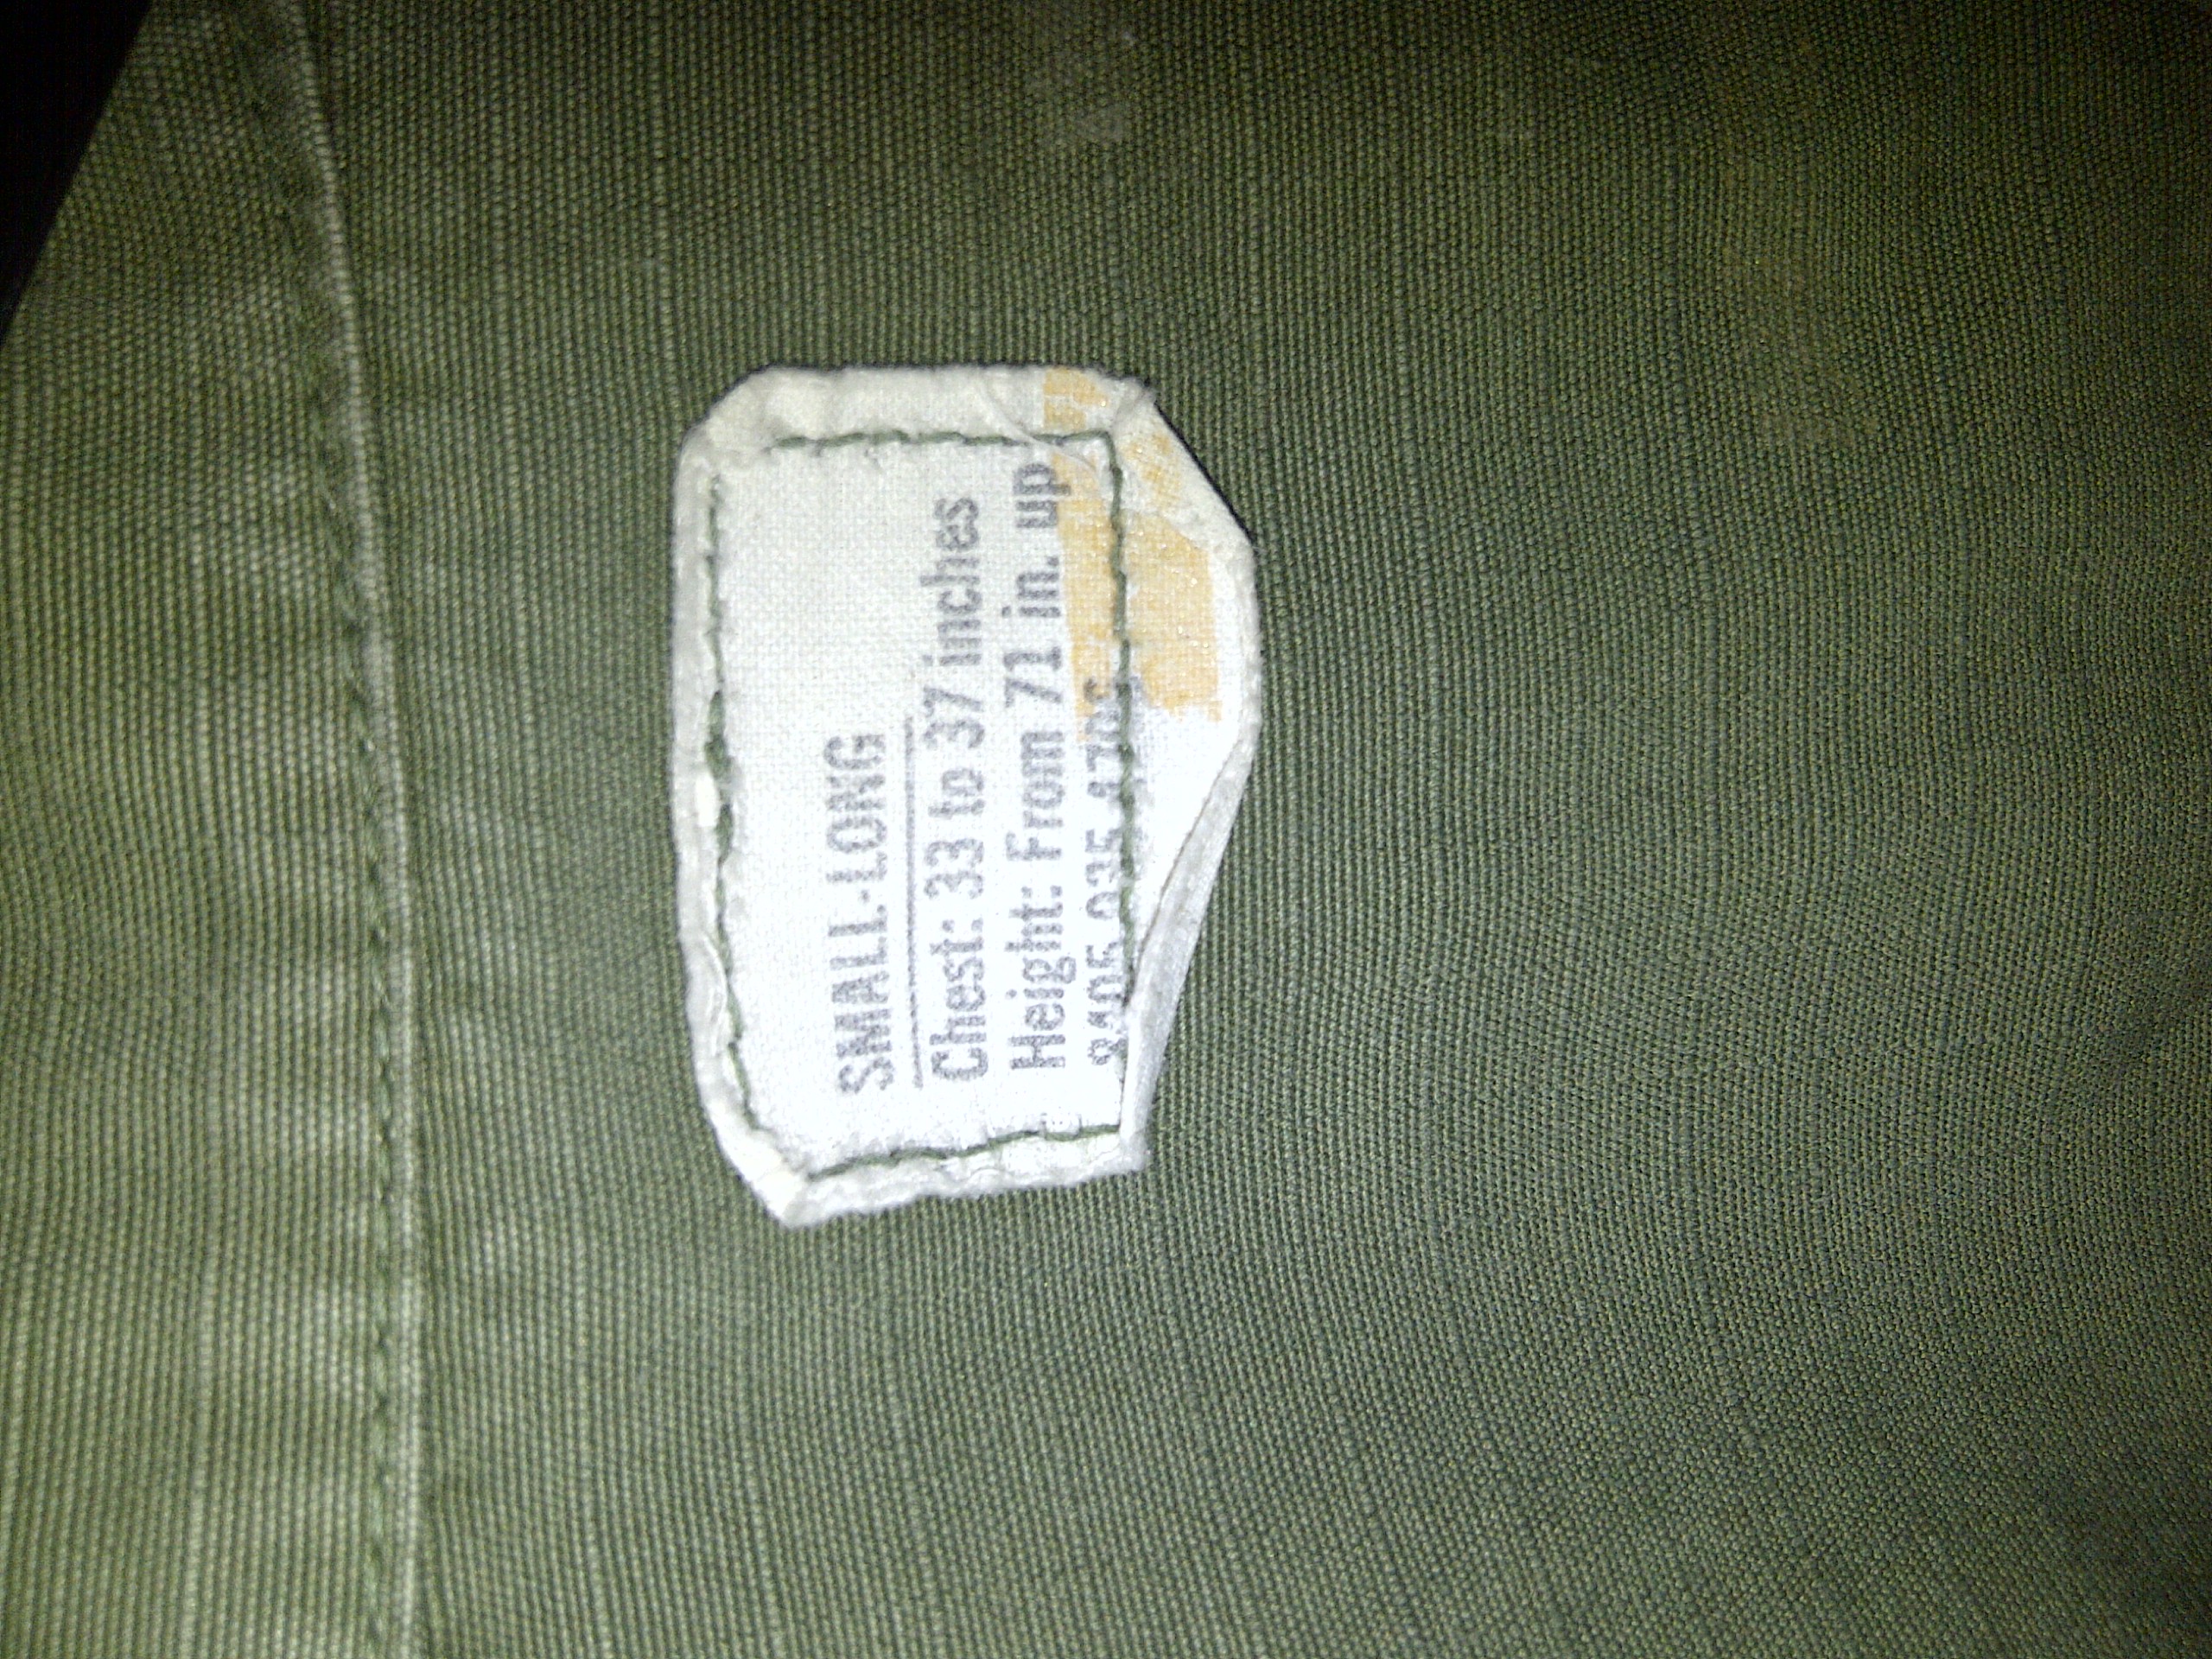 SMALL-LONG
Chest: 33 to 37 inches
Height: From 71 in. up